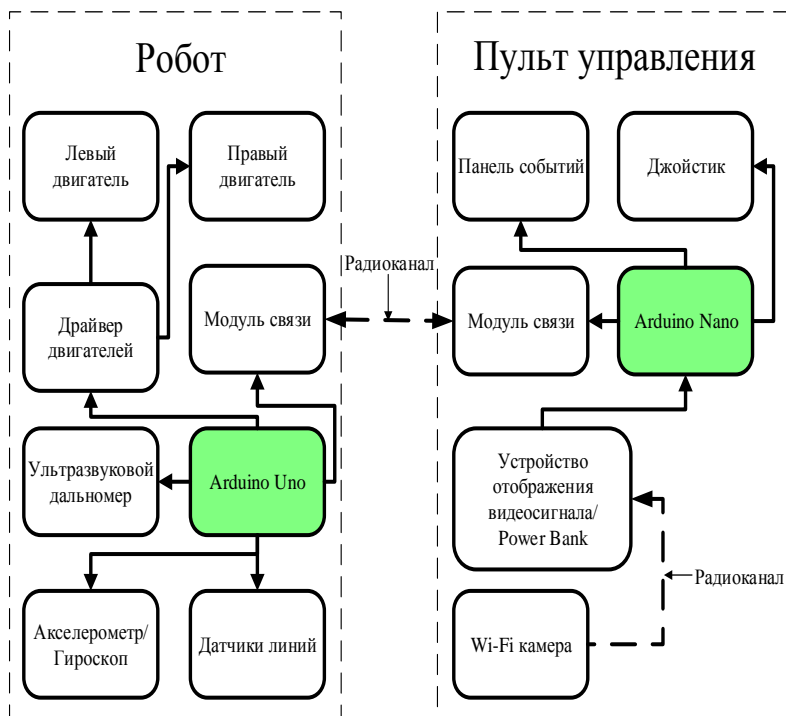 Робот
Левый
двигатель
Правый
двигатель
Драйвер
двигателей
Модуль связи
Ультразвуковой
дальномер
Arduino Uno
Акселерометр/
Гироскоп
Датчики линий
Радиоканал
Пульт управления
Панель событий
Джойстик
Модуль связи
Arduino Nano
Устройство
отображения
видеосигнала/
Power Bank
Радиоканал
Wi-Fi камера